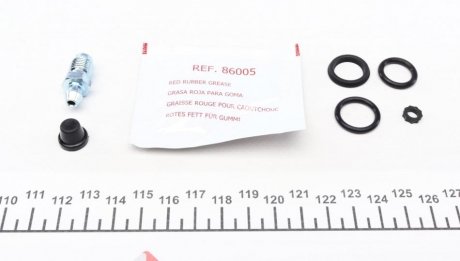 REF. 86005
RED RUBBER GREASE
GRASA ROJA PARA GOMA
GRAISSE ROUGE POUR CAOUTCHOUC
ROTES FETT FÜR GUMMI
110 111 112 113 114 115 116 117 118 119 120 121 122 123 124 125 126 127